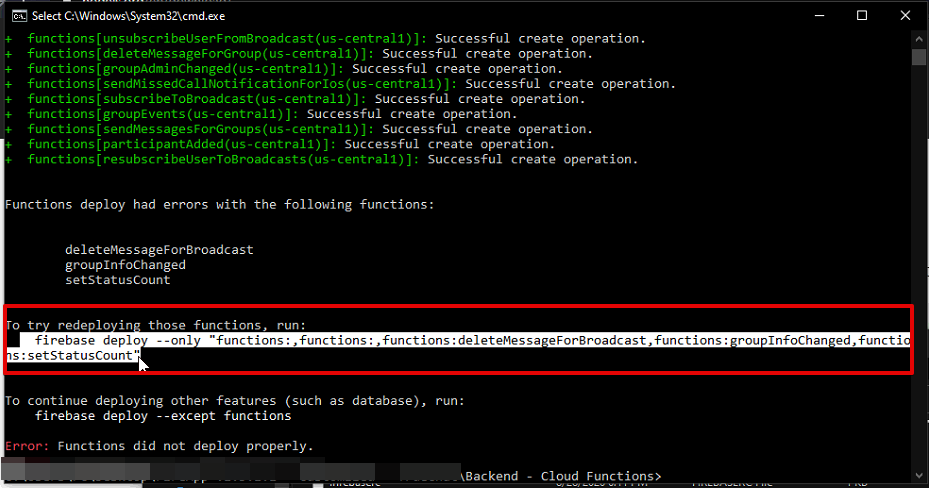 Select C:\Windows\System32\cmd.exe
+  functions[unsubscribeUserFromBroadcast(us-central1)]: Successful create operation.
+  functions[deleteMessageForGroup(us-central1)]: Successful create operation.
+  functions[groupAdminChanged(us-central1)]: Successful create operation.
+  functions[sendMissedCallNotificationForIos(us-central1)]: Successful create operation.
+  functions[subscribeToBroadcast(us-central1)]: Successful create operation.
+  functions[groupEvents(us-central1)]: Successful create operation.
+  functions[sendMessagesForGroups(us-central1)]: Successful create operation.
+  functions[participantAdded(us-central1)]: Successful create operation.
+  functions[resubscribeUserToBroadcasts(us-central1)]: Successful create operation.
Functions deploy had errors with the following functions:
deleteMessageForBroadcast
groupInfoChanged
setStatusCount
To try redeploying those functions, run:
firebase deploy --only "functions:,functions:,functions:deleteMessageForBroadcast,functions:groupInfoChanged,functio
ns:setStatusCount"
To continue deploying other features (such as database), run:
firebase deploy --except functions
Error: Functions did not deploy properly.
\Backend - Cloud Functions>